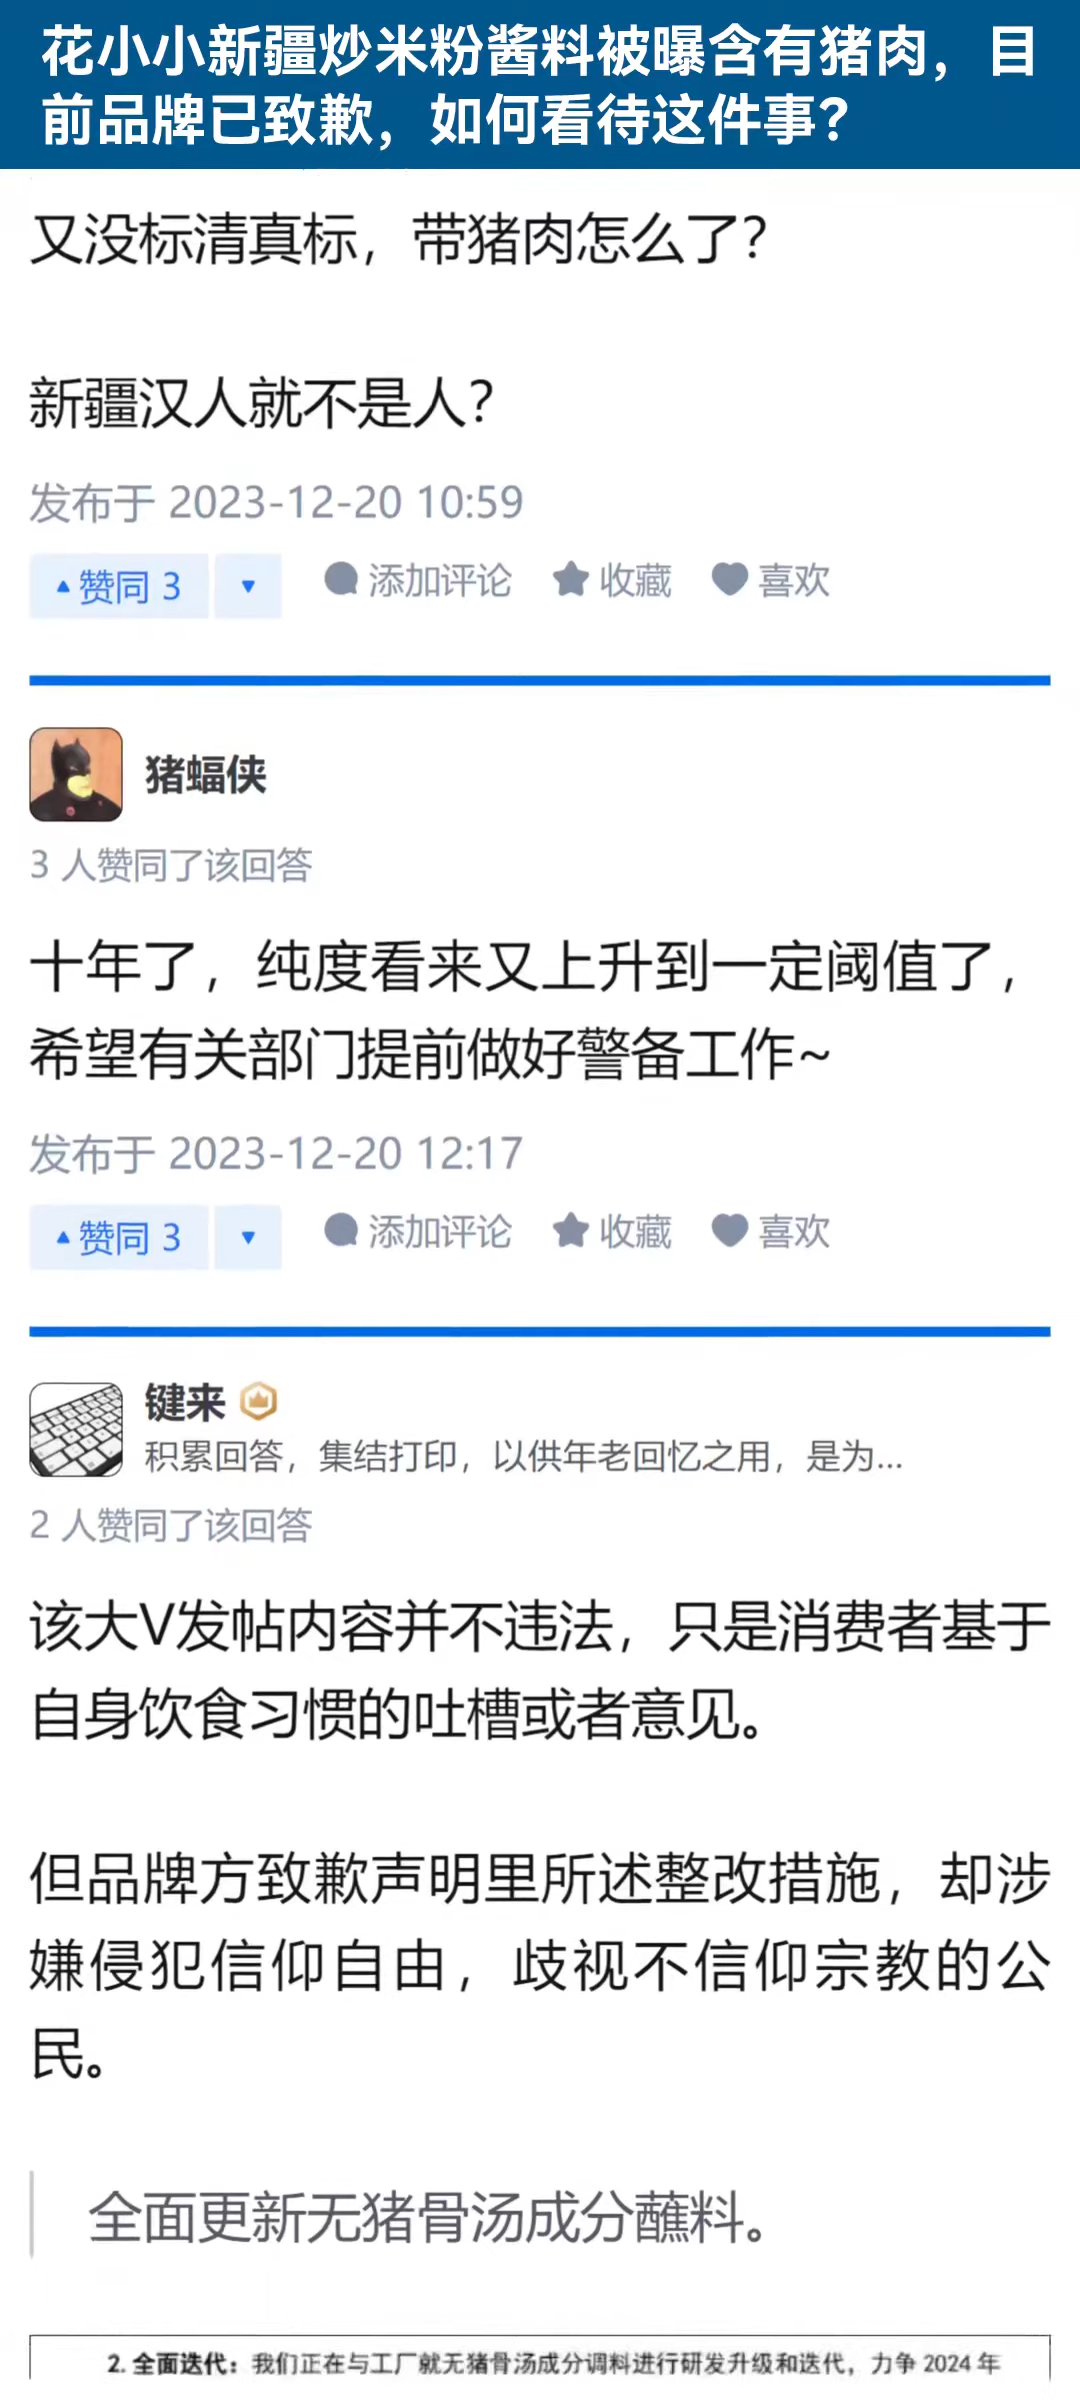 花小小新疆炒米粉酱料被曝含有猪肉，目
前品牌已致歉，如何看待这件事？
又没标清真标，带猪肉怎么了？
新疆汉人就不是人？
发布于 2023-12-20 10:59
赞同 3 添加评论 收藏 喜欢
猪蝠侠
3 人赞同了该回答
十年了，纯度看来又上升到一定阈值了，
希望有关部门提前做好警备工作~
发布于 2023-12-20 12:17
赞同 3 添加评论 收藏 喜欢
键来
积累回答，集结打印，以供年老回忆之用，是为...
2 人赞同了该回答
该大V发帖内容并不违法，只是消费者基于
自身饮食习惯的吐槽或者意见。
但品牌方致歉声明里所述整改措施，却涉
嫌侵犯信仰自由，歧视不信仰宗教的公
民。
全面更新无猪骨汤成分蘸料。
2. 全面迭代：我们正在与工厂就无猪骨汤成分调料进行研发升级和迭代，力争 2024 年